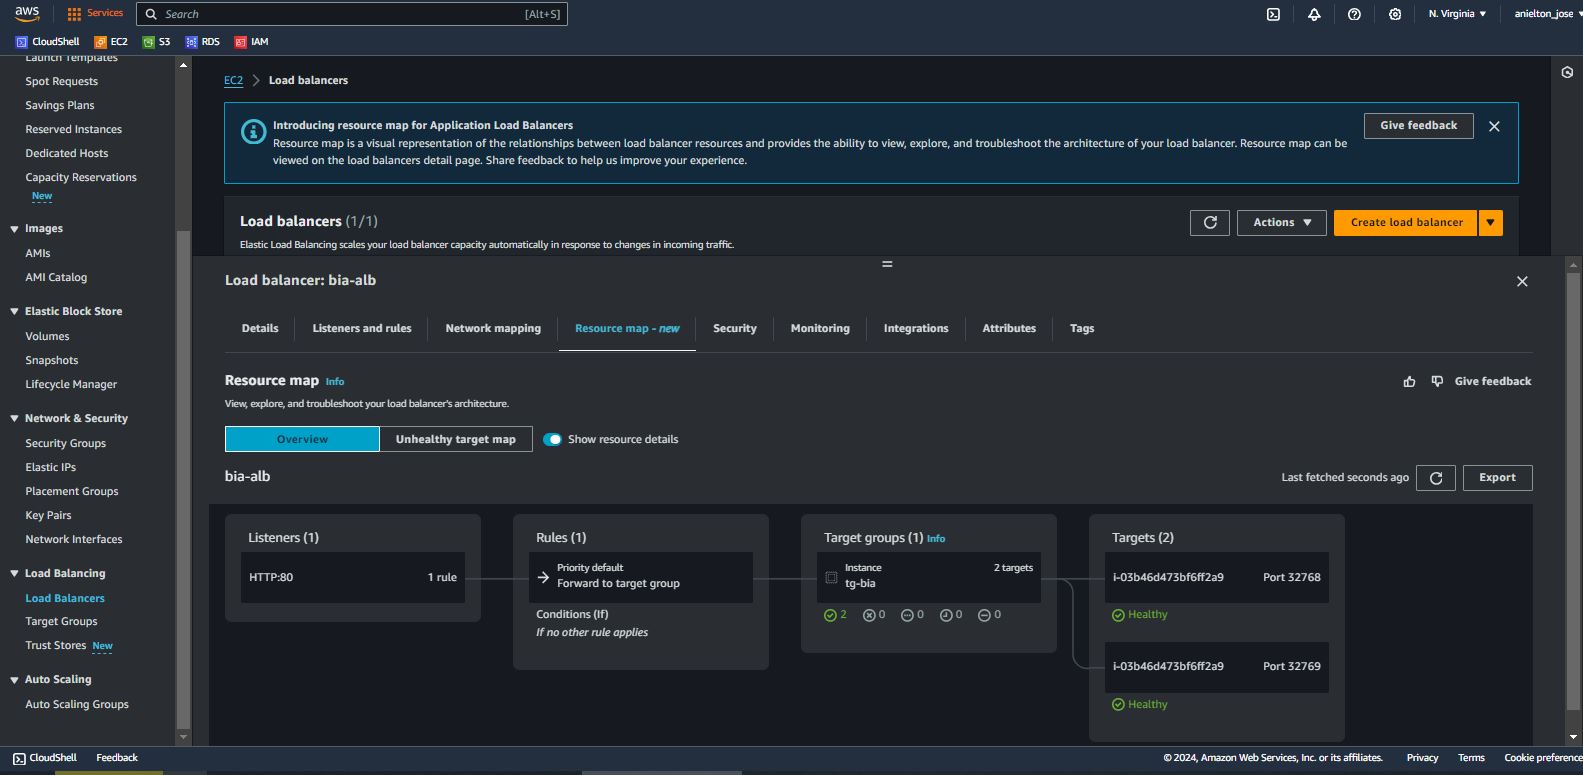 aws
Services
Search
[Alt+S]
N. Virginia
anielton_jose
CloudShell
EC2
S3
RDS
IAM
Launch Templates
Spot Requests
Savings Plans
Reserved Instances
Dedicated Hosts
Capacity Reservations
New
Images
AMIs
AMI Catalog
Elastic Block Store
Volumes
Snapshots
Lifecycle Manager
Network & Security
Security Groups
Elastic IPs
Placement Groups
Key Pairs
Network Interfaces
Load Balancing
Load Balancers
Target Groups
Trust Stores New
Auto Scaling
Auto Scaling Groups
EC2 > Load balancers
Introducing resource map for Application Load Balancers
Resource map is a visual representation of the relationships between load balancer resources and provides the ability to view, explore, and troubleshoot the architecture of your load balancer. Resource map can be
viewed on the load balancers detail page. Share feedback to help us improve your experience.
Give feedback
Load balancers (1/1)
Elastic Load Balancing scales your load balancer capacity automatically in response to changes in incoming traffic.
Actions
Create load balancer
Load balancer: bia-alb
Details
Listeners and rules
Network mapping
Resource map - new
Security
Monitoring
Integrations
Attributes
Tags
Resource map Info
View, explore, and troubleshoot your load balancer's architecture.
Give feedback
Overview
Unhealthy target map
Show resource details
bia-alb
Last fetched seconds ago
Export
Listeners (1)
HTTP:80
1 rule
Rules (1)
Priority default
Forward to target group
Conditions (If)
If no other rule applies
Target groups (1) Info
Instance
2 targets
tg-bia
2
0
0
0
0
Targets (2)
i-03b46d473bf6ff2a9
Port 32768
Healthy
i-03b46d473bf6ff2a9
Port 32769
Healthy
CloudShell
Feedback
© 2024, Amazon Web Services, Inc. or its affiliates.
Privacy
Terms
Cookie preference